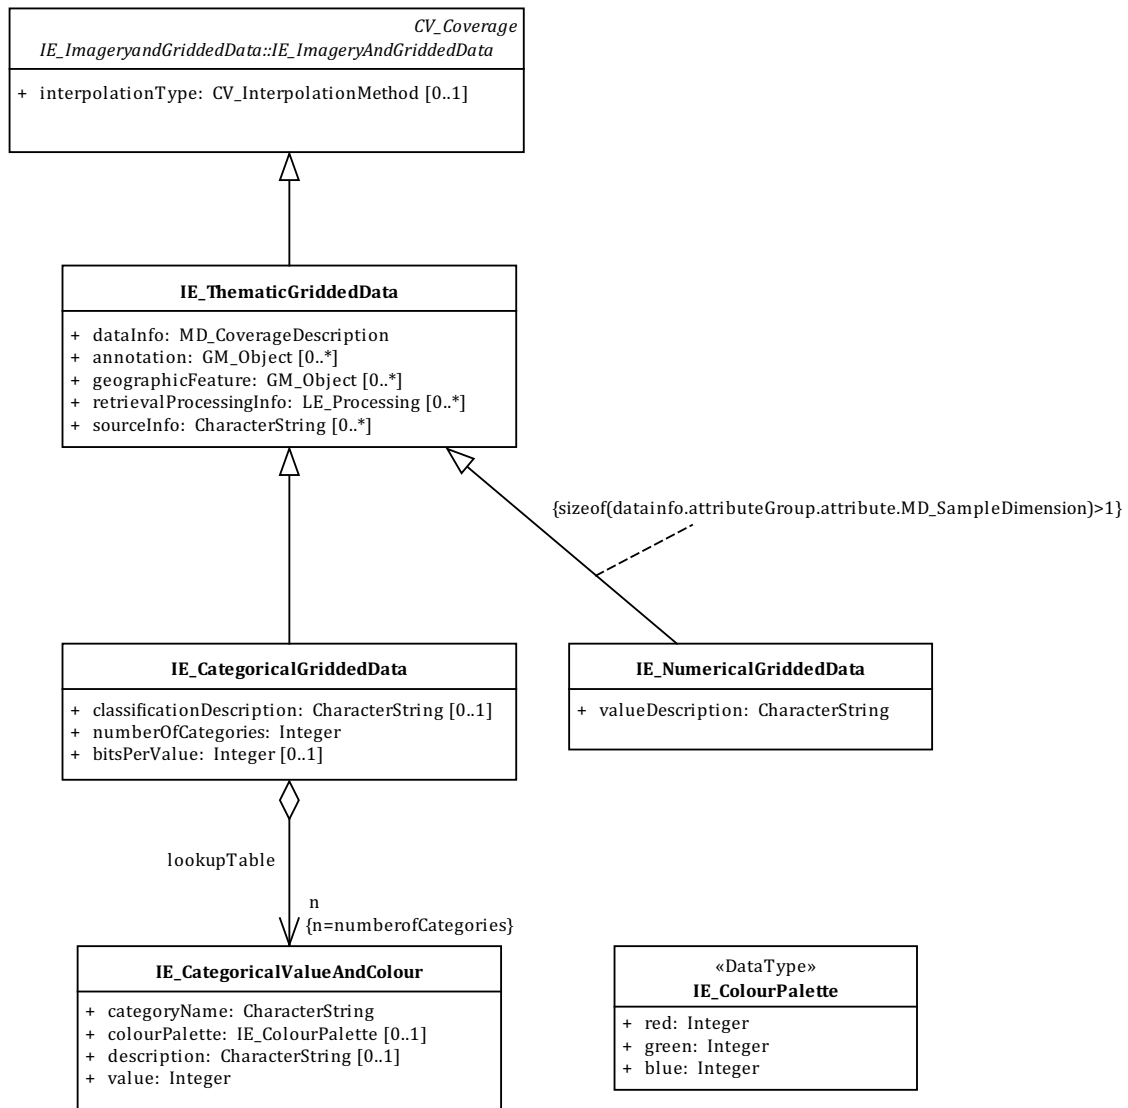 CV_Coverage
IE_ImageryandGriddedData::IE_ImageryAndGriddedData
+ interpolationType: CV_InterpolationMethod [0..1]
IE_ThematicGriddedData
+ dataInfo: MD_CoverageDescription
+ annotation: GM_Object [0..*]
+ geographicFeature: GM_Object [0..*]
+ retrievalProcessingInfo: LE_Processing [0..*]
+ sourceInfo: CharacterString [0..*]
{sizeof(datainfo.attributeGroup.attribute.MD_SampleDimension)>1}
IE_CategoricalGriddedData
+ classificationDescription: CharacterString [0..1]
+ numberOfCategories: Integer
+ bitsPerValue: Integer [0..1]
IE_NumericalGriddedData
+ valueDescription: CharacterString
lookupTable
n
{n=numberofCategories}
IE_CategoricalValueAndColour
+ categoryName: CharacterString
+ colourPalette: IE_ColourPalette [0..1]
+ description: CharacterString [0..1]
+ value: Integer
«DataType»
IE_ColourPalette
+ red: Integer
+ green: Integer
+ blue: Integer